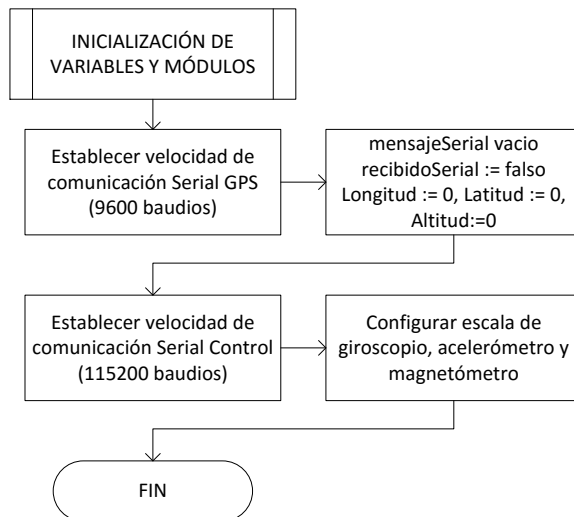 INICIALIZACIÓN DE
VARIABLES Y MÓDULOS
Establecer velocidad de
comunicación Serial GPS
(9600 baudios)
mensajeSerial vacio
recibidoSerial := falso
Longitud := 0, Latitud := 0,
Altitud:=0
Establecer velocidad de
comunicación Serial Control
(115200 baudios)
Configurar escala de
giroscopio, acelerómetro y
magnetómetro
FIN